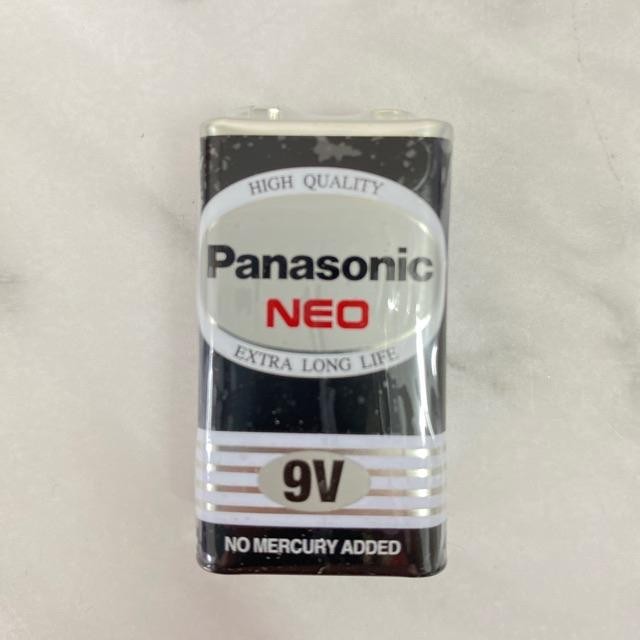 HIGH QUALITY
Panasonic
NEO
EXTRA LONG LIFE
9V
NO MERCURY ADDED